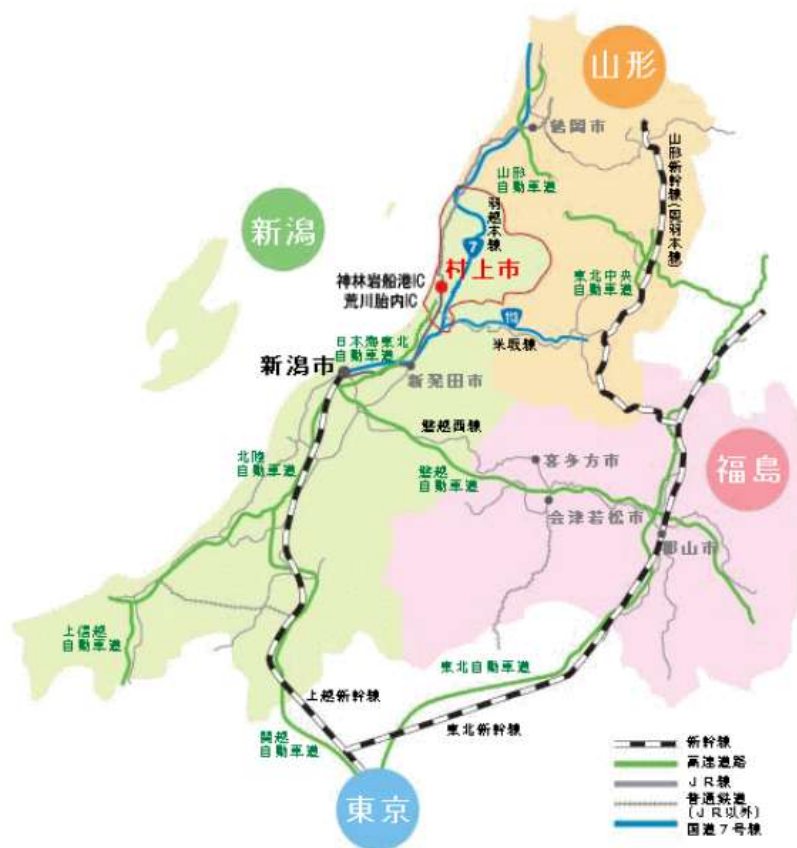 山形
鶴岡市
山形
自動車道
山形新幹線(奥羽本線)
羽越本線
新潟
7
村上市
神林岩船港IC
荒川胎内IC
東北中央
自動車道
113
米坂線
日本海東北
自動車道
新潟市
新発田市
磐越西線
北陸
自動車道
磐越
自動車道
喜多方市
会津若松市
福島
郡山市
上信越
自動車道
東北自動車道
上越新幹線
東北新幹線
関越
自動車道
東京
新幹線
高速道路
JR線
普通鉄道
(JR以外)
国道7号線